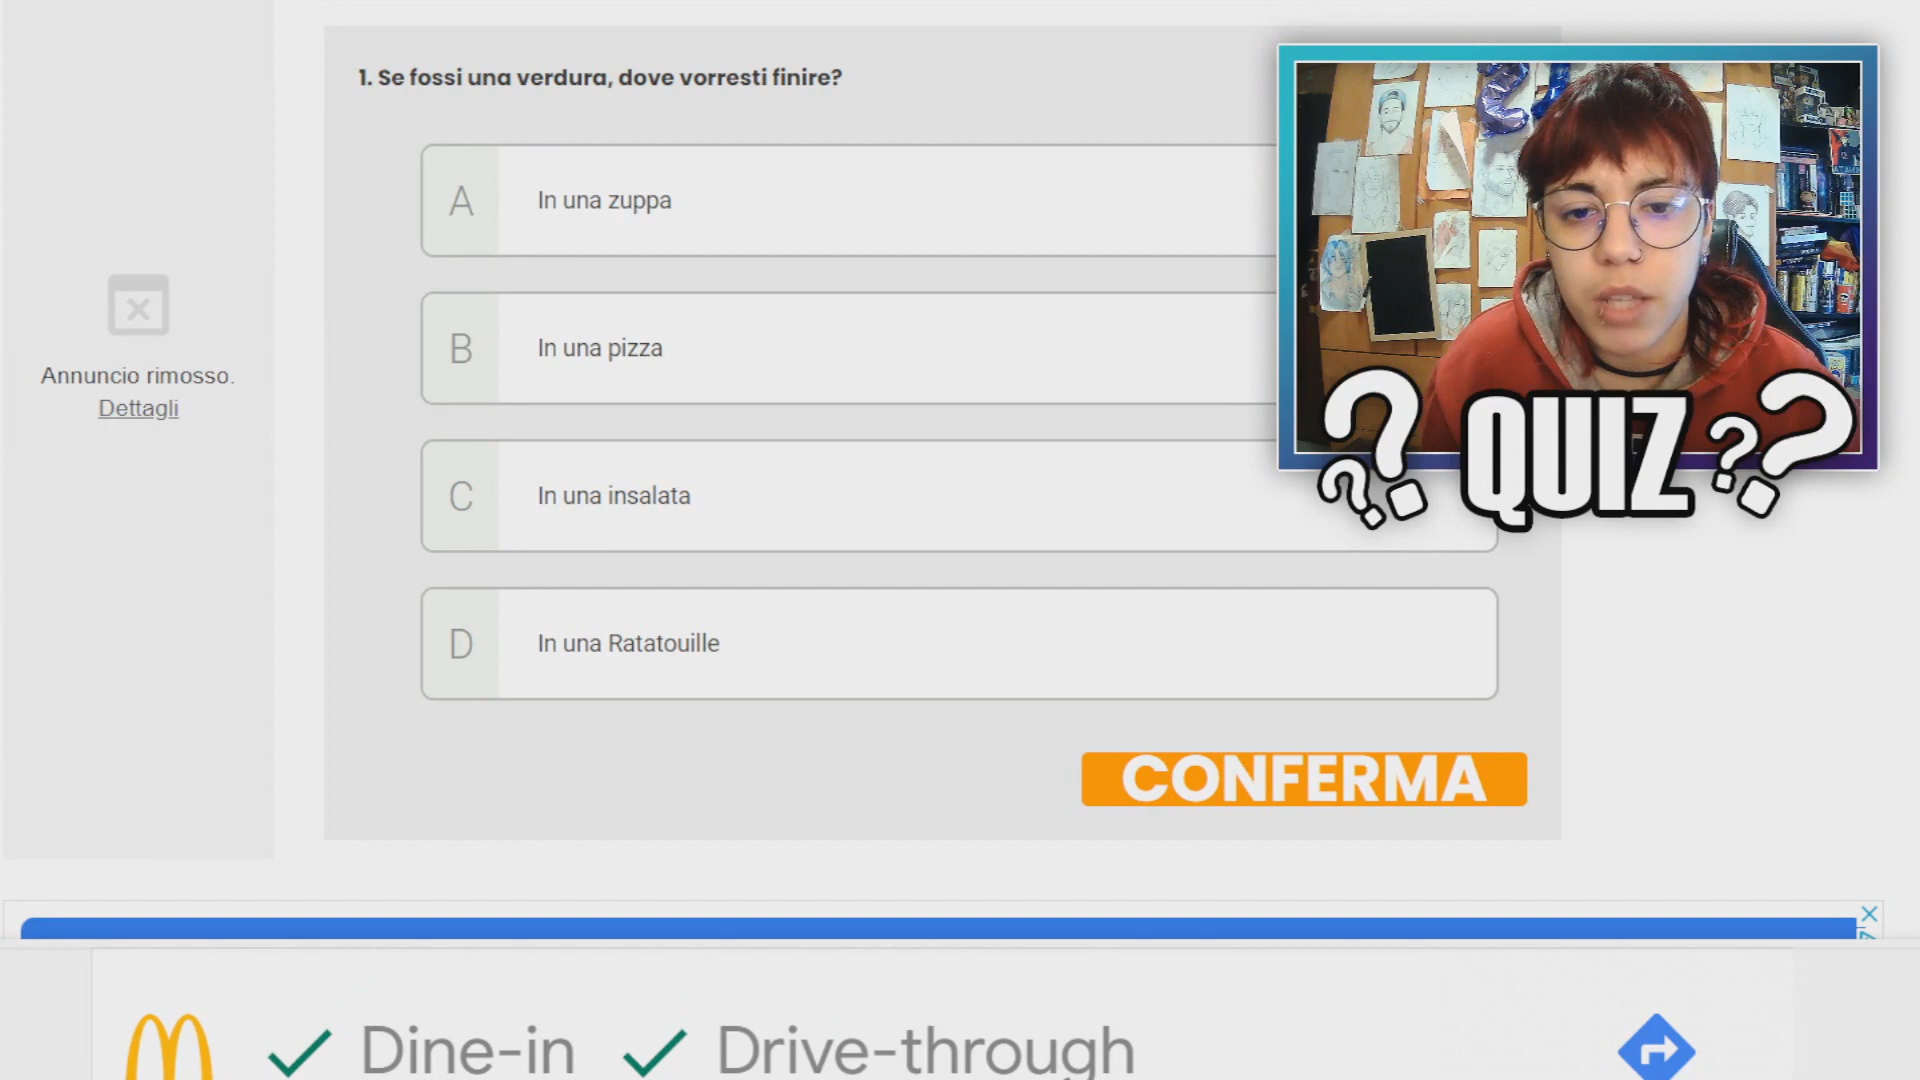 1. Se fossi una verdura, dove vorresti finire?
A In una zuppa
B In una pizza
C In una insalata
D In una Ratatouille
CONFERMA
Annuncio rimosso.
Dettagli
? ? QUIZ ? ?
Dine-in Drive-through